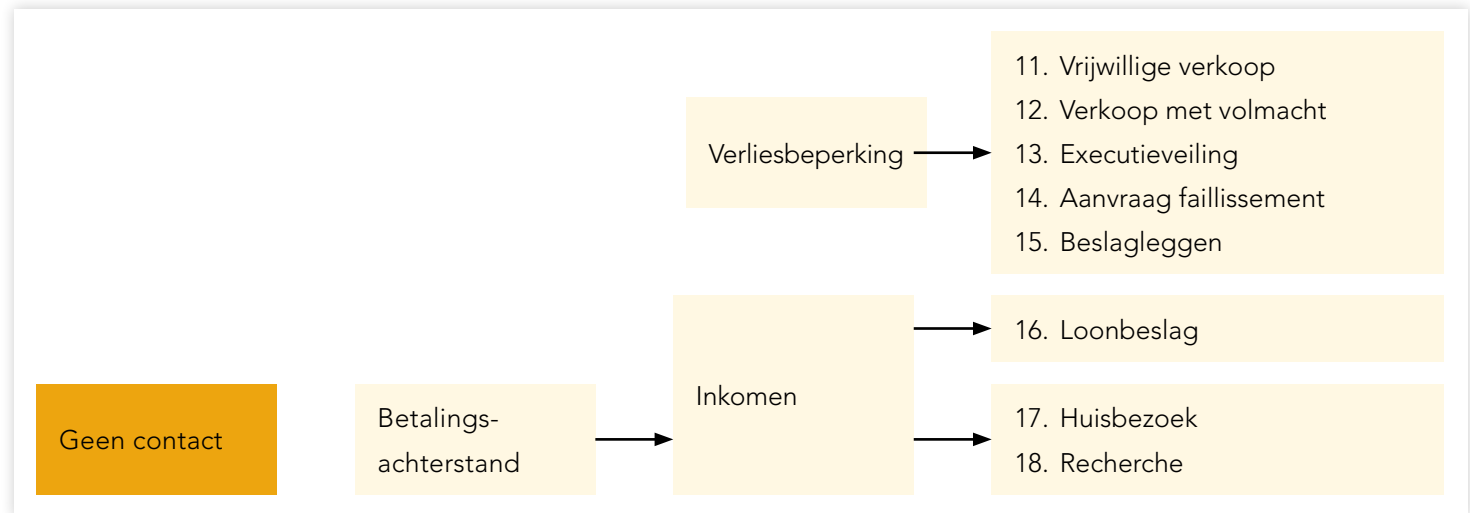 11. Vrijwillige verkoop
12. Verkoop met volmacht
Verliesbeperking
13. Executieveiling
14. Aanvraag faillissement
15. Beslagleggen
16. Loonbeslag
Geen contact
Betalings-
achterstand
Inkomen
17. Huisbezoek
18. Recherche